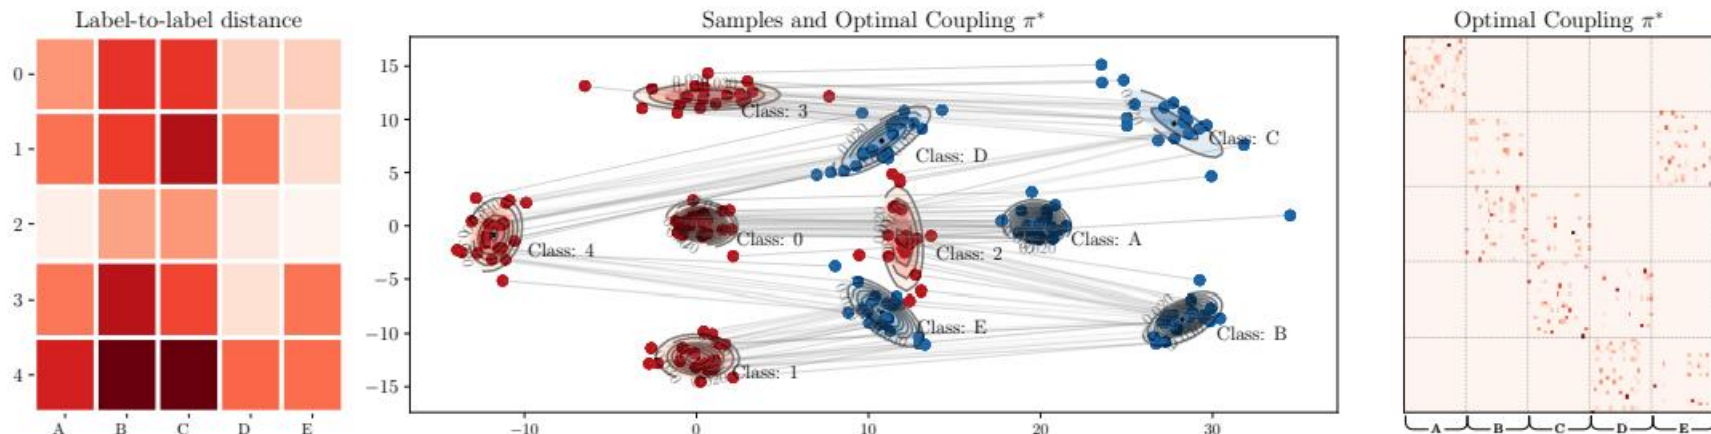 Label-to-label distance
0
1
2
3
4
A B C D E
Samples and Optimal Coupling π*
15
10
5
0
−5
−10
−15
−10 0 10 20 30
Class: 3
Class: D
Class: C
Class: 4
Class: 0
Class: 2
Class: A
Class: E
Class: B
Class: 1
Optimal Coupling π*
A B C D E